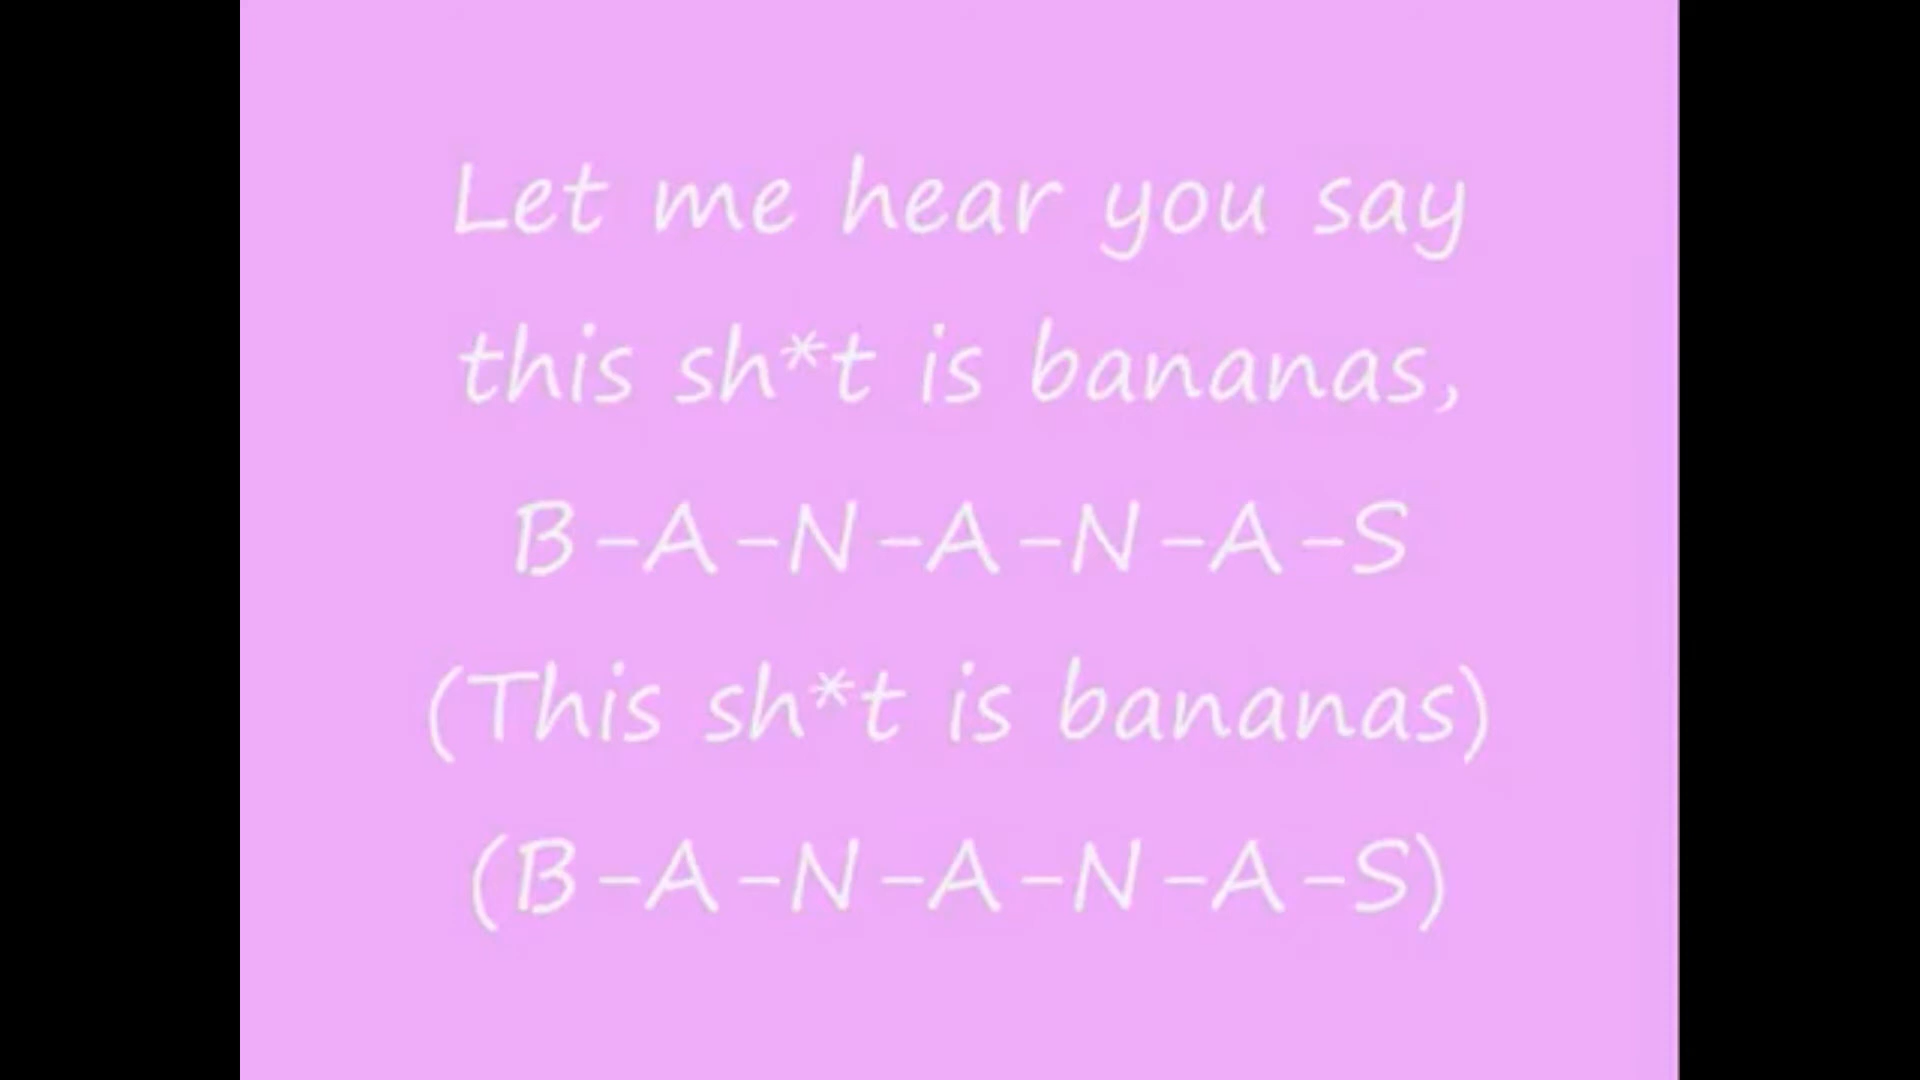 Let me hear you say
this sh*t is bananas,
B-A-N-A-N-A-S
(This sh*t is bananas)
(B-A-N-A-N-A-S)